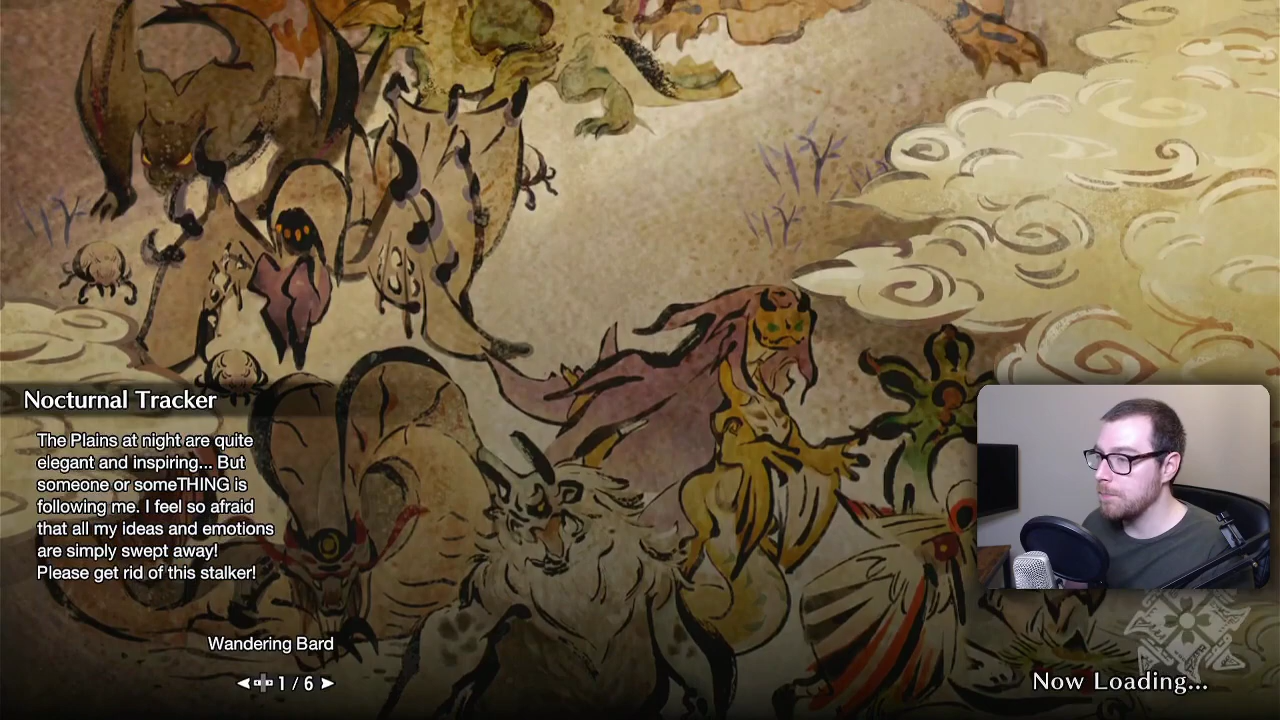 Nocturnal Tracker
The Plains at night are quite
elegant and inspiring... But
someone or someTHING is
following me. I feel so afraid
that all my ideas and emotions
are simply swept away!
Please get rid of this stalker!
Wandering Bard
1 / 6
Now Loading...